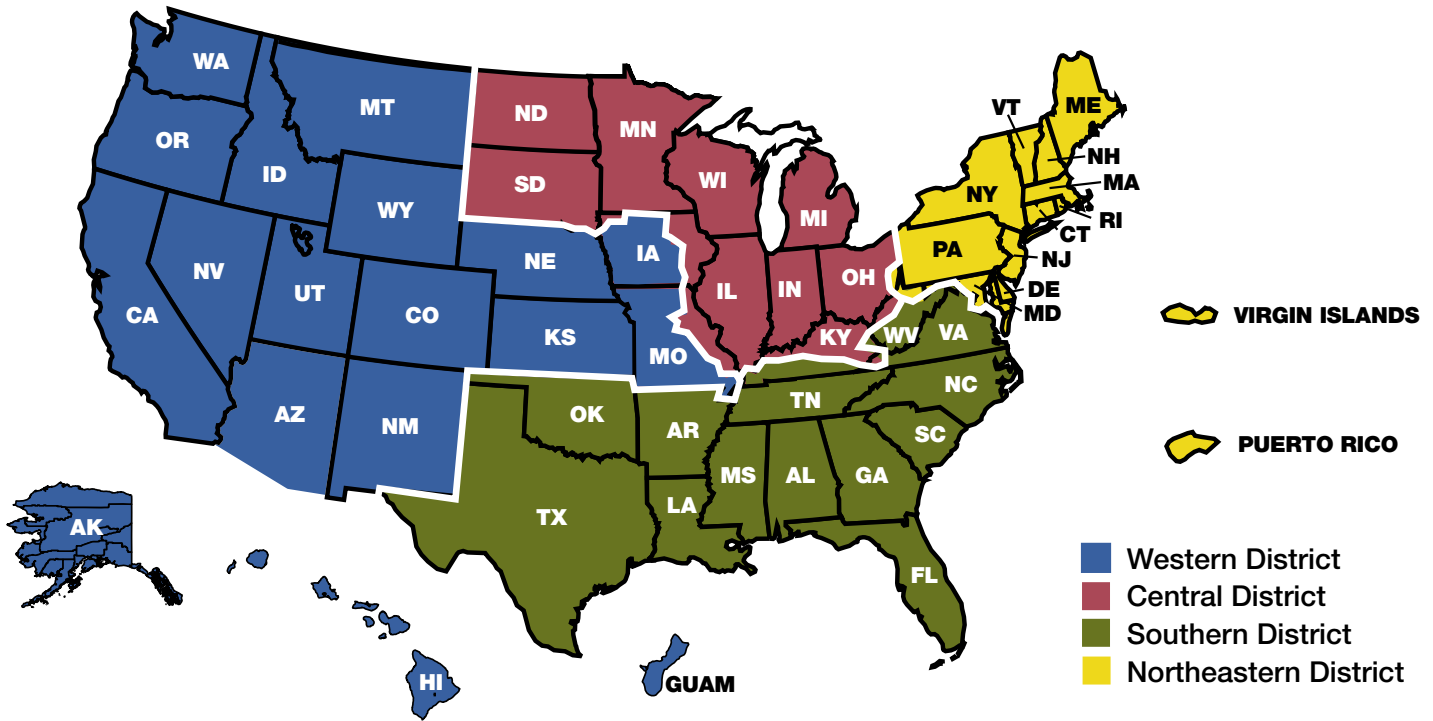 WA
MT
ND
MN
VT
ME
OR
ID
SD
WI
NH
MA
WY
NY
MI
RI
CT
NV
NE
IA
PA
NJ
UT
CO
IL
IN
OH
DE
CA
MD
VIRGIN ISLANDS
KS
MO
KY
WV
VA
AZ
NM
OK
AR
TN
NC
SC
PUERTO RICO
MS
AL
GA
LA
TX
AK
FL
HI
GUAM
Western District
Central District
Southern District
Northeastern District